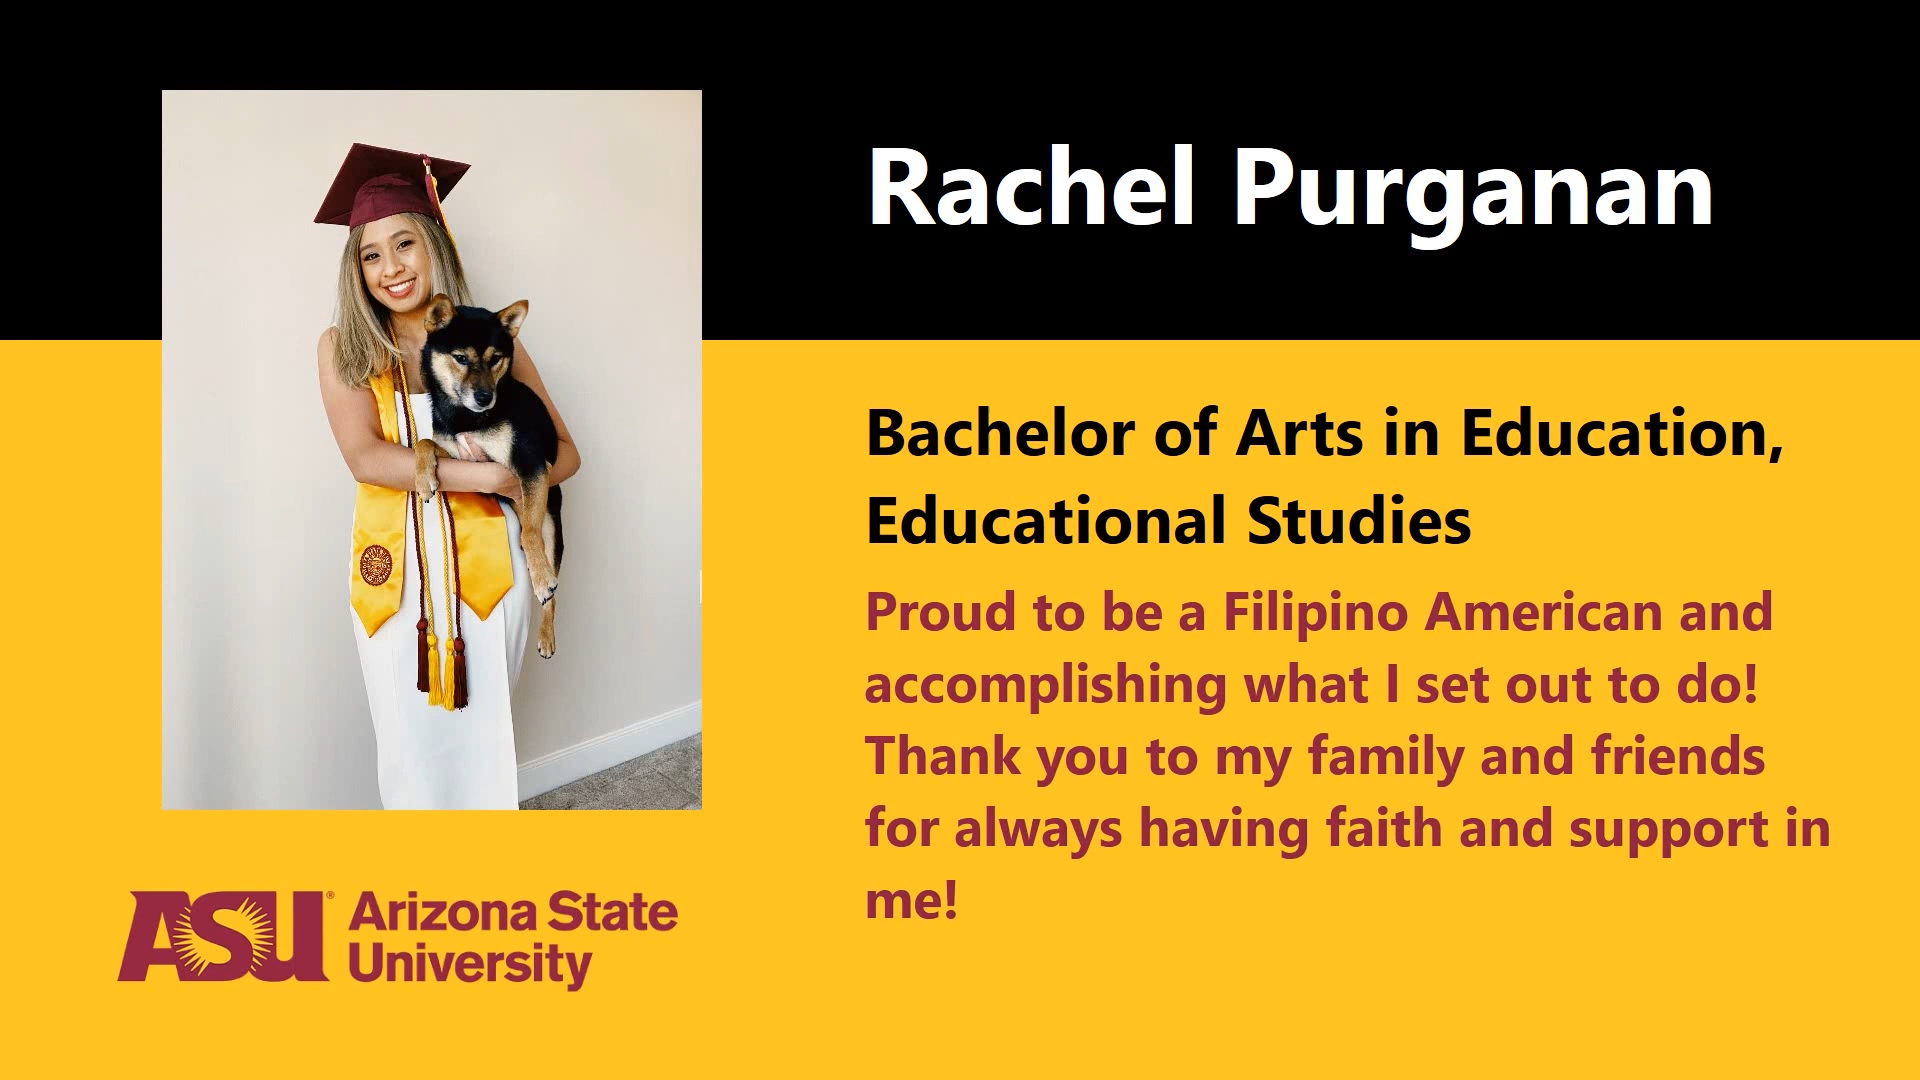 Rachel Purganan
Bachelor of Arts in Education,
Educational Studies
Proud to be a Filipino American and
accomplishing what I set out to do!
Thank you to my family and friends
for always having faith and support in
me!
ASU® Arizona State
University